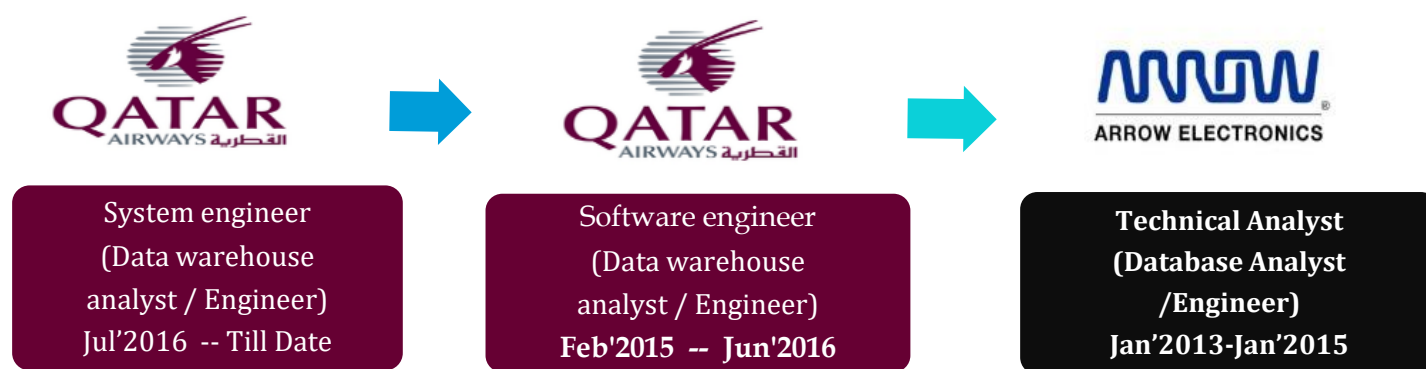 QATAR
AIRWAYS القطرية
System engineer
(Data warehouse
analyst / Engineer)
Jul’2016 -- Till Date
QATAR
AIRWAYS القطرية
Software engineer
(Data warehouse
analyst / Engineer)
Feb'2015 -- Jun'2016
ARROW
®
ARROW ELECTRONICS
Technical Analyst
(Database Analyst
/Engineer)
Jan’2013-Jan’2015